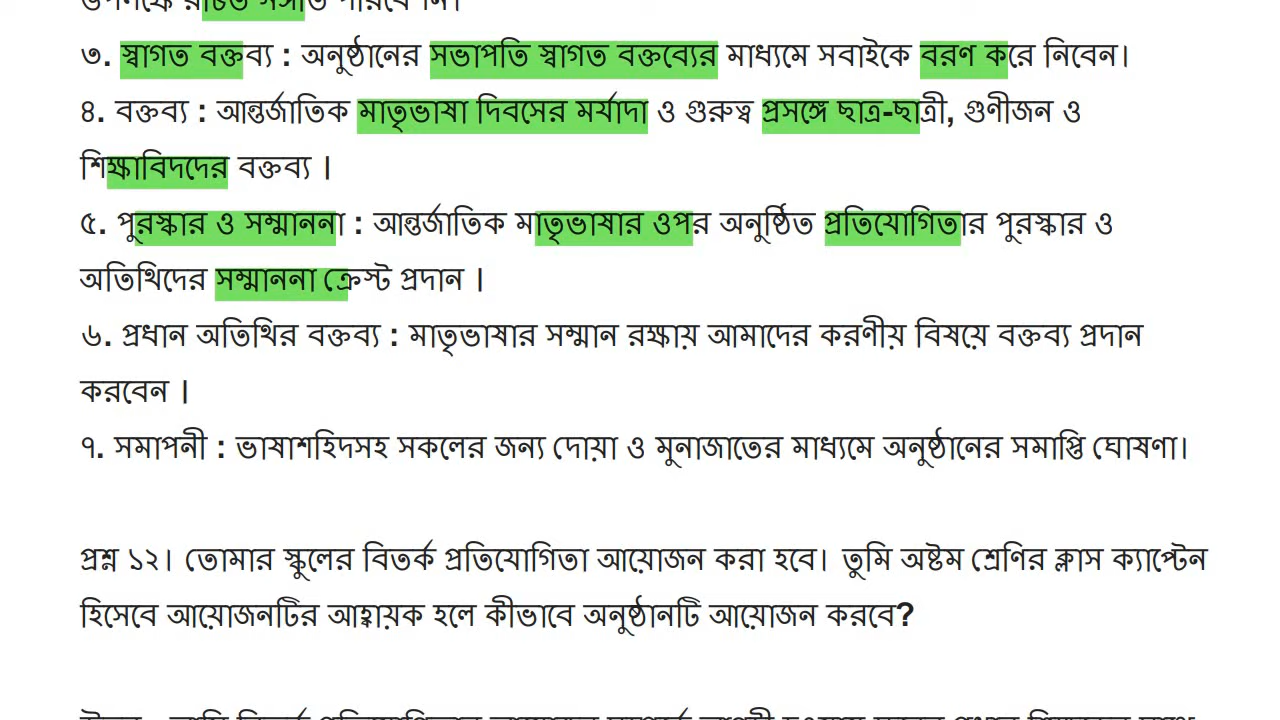 ৩. স্বাগত বক্তব্য : অনুষ্ঠানের সভাপতি স্বাগত বক্তব্যের মাধ্যমে সবাইকে বরণ করে নিবেন।
৪. বক্তব্য : আন্তর্জাতিক মাতৃভাষা দিবসের মর্যাদা ও গুরুত্ব প্রসঙ্গে ছাত্র-ছাত্রী, গুণীজন ও
শিক্ষাবিদদের বক্তব্য ।
৫. পুরস্কার ও সম্মাননা : আন্তর্জাতিক মাতৃভাষার ওপর অনুষ্ঠিত প্রতিযোগিতার পুরস্কার ও
অতিথিদের সম্মাননা ক্রেস্ট প্রদান ।
৬. প্রধান অতিথির বক্তব্য : মাতৃভাষার সম্মান রক্ষায় আমাদের করণীয় বিষয়ে বক্তব্য প্রদান
করবেন ।
৭. সমাপনী : ভাষাশহিদসহ সকলের জন্য দোয়া ও মুনাজাতের মাধ্যমে অনুষ্ঠানের সমাপ্তি ঘোষণা।
প্রশ্ন ১২। তোমার স্কুলের বিতর্ক প্রতিযোগিতা আয়োজন করা হবে। তুমি অষ্টম শ্রেণির ক্লাস ক্যাপ্টেন
হিসেবে আয়োজনটির আহ্বায়ক হলে কীভাবে অনুষ্ঠানটি আয়োজন করবে?